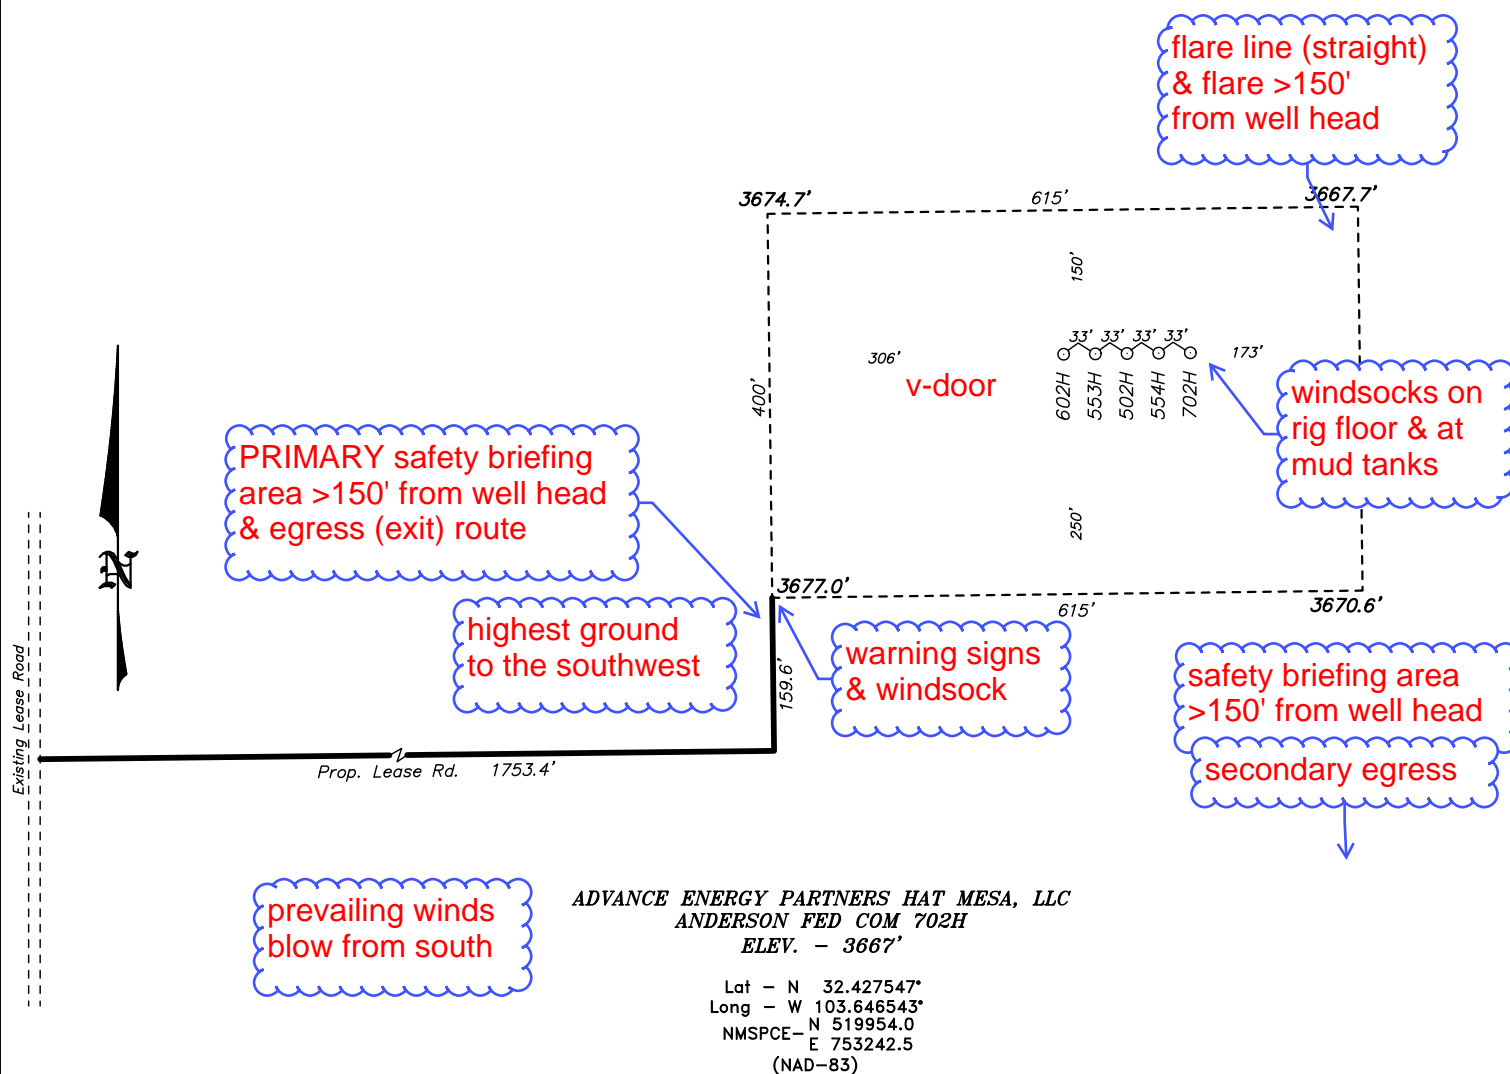 flare line (straight)
& flare >150'
from well head
3674.7'
615'
3667.7'
150'
33' 33' 33' 33'
306'
173'
v-door
400'
602H
553H
502H
554H
702H
windsocks on
rig floor & at
mud tanks
PRIMARY safety briefing
area >150' from well head
& egress (exit) route
250'
N
3677.0'
615'
3670.6'
highest ground
to the southwest
warning signs
& windsock
159.6'
safety briefing area
>150' from well head
secondary egress
Existing Lease Road
Prop. Lease Rd. 1753.4'
prevailing winds
blow from south
ADVANCE ENERGY PARTNERS HAT MESA, LLC
ANDERSON FED COM 702H
ELEV. - 3667'
Lat - N 32.427547°
Long - W 103.646543°
NMSPCE- N 519954.0
E 753242.5
(NAD-83)